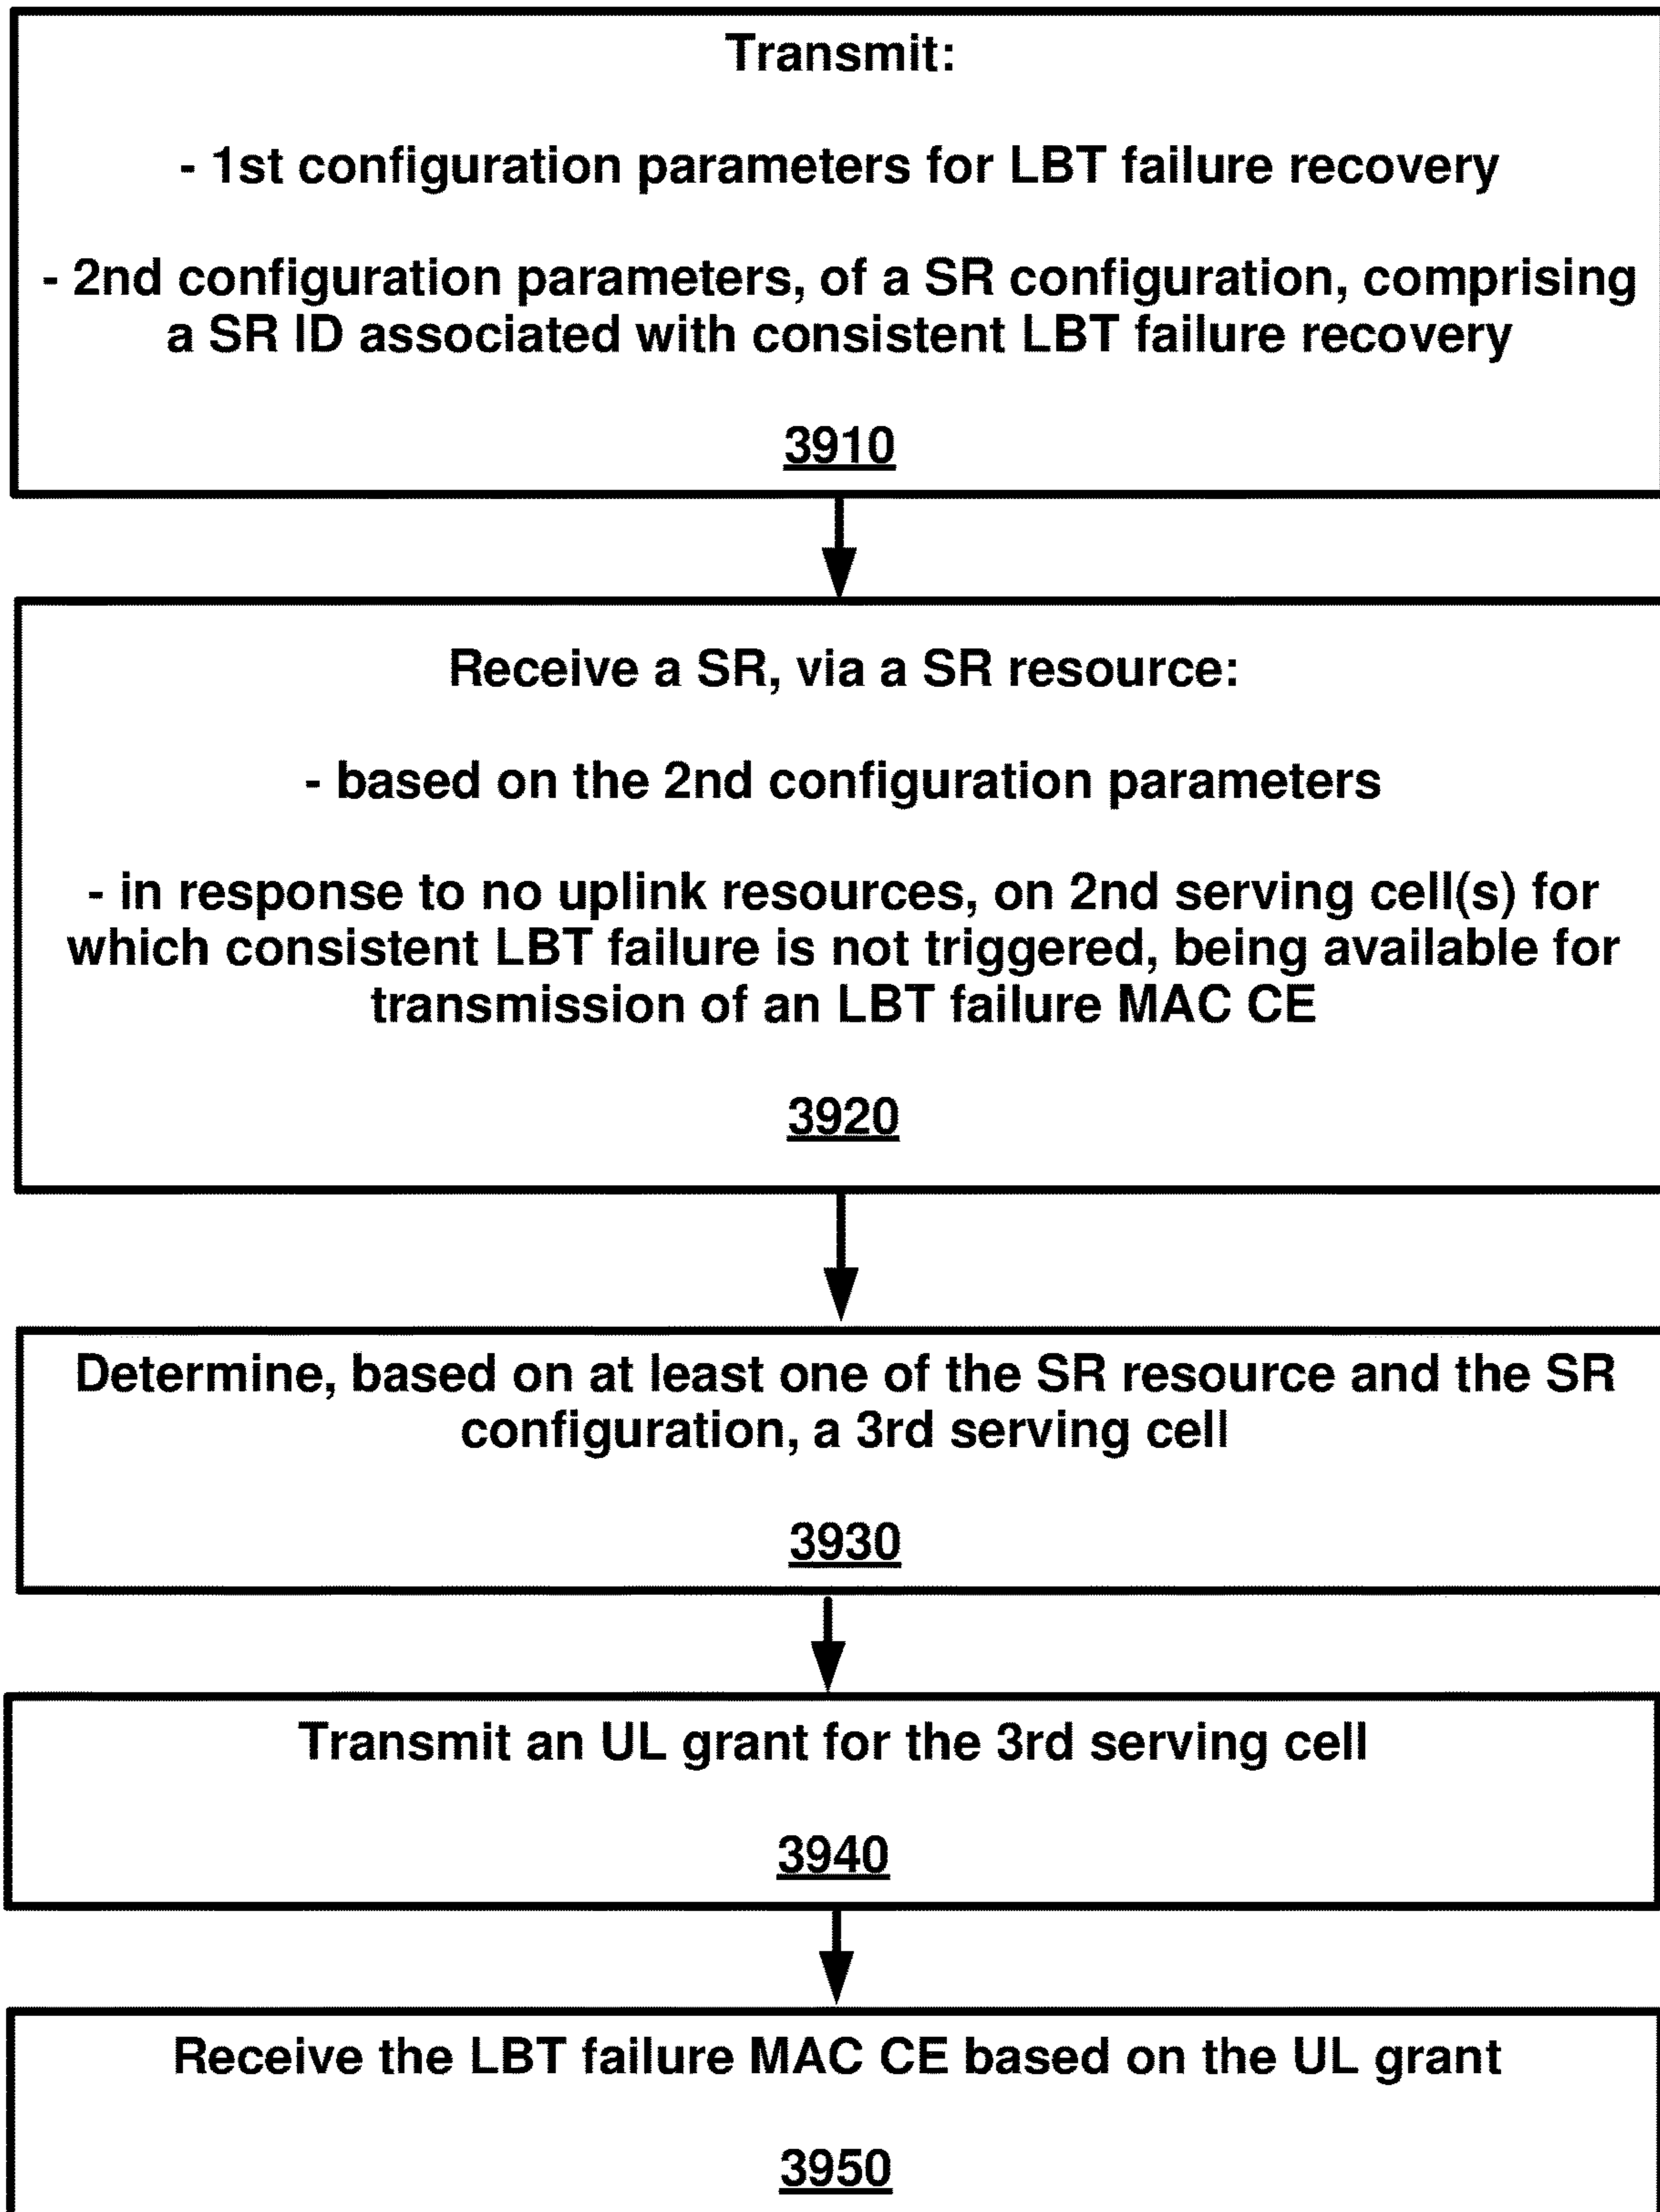 Transmit:
- 1st configuration parameters for LBT failure recovery
- 2nd configuration parameters, of a SR configuration, comprising
a SR ID associated with consistent LBT failure recovery
3910
Receive a SR, via a SR resource:
- based on the 2nd configuration parameters
- in response to no uplink resources, on 2nd serving cell(s) for
which consistent LBT failure is not triggered, being available for
transmission of an LBT failure MAC CE
3920
Determine, based on at least one of the SR resource and the SR
configuration, a 3rd serving cell
3930
Transmit an UL grant for the 3rd serving cell
3940
Receive the LBT failure MAC CE based on the UL grant
3950